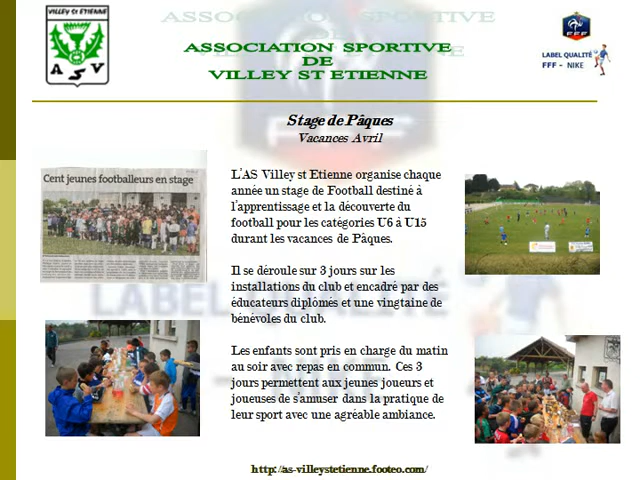 VILLEY St ETIENNE
A S V
ASSOCIATION SPORTIVE
DE
VILLEY ST ETIENNE
FFF
LABEL QUALITÉ
FFF - NIKE
Stage de Pâques
Vacances Avril
Cent jeunes footballeurs en stage
L'AS Villey st Etienne organise chaque
année un stage de Football destiné à
l'apprentissage et la découverte du
football pour les catégories U6 à U15
durant les vacances de Pâques.
Il se déroule sur 3 jours sur les
installations du club et encadré par des
éducateurs diplômés et une vingtaine de
bénévoles du club.
Les enfants sont pris en charge du matin
au soir avec repas en commun. Ces 3
jours permettent aux jeunes joueurs et
joueuses de s'amuser dans la pratique de
leur sport avec une agréable ambiance.
http://as-villeystetienne.footeo.com/